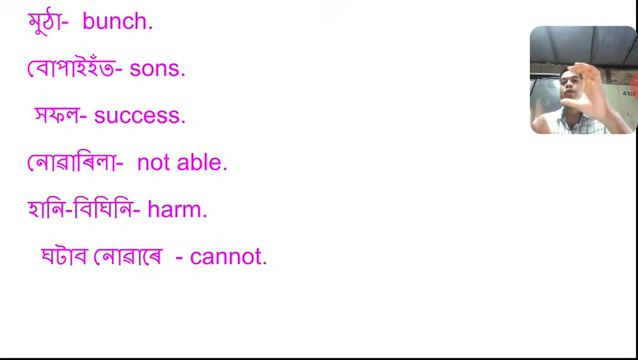 মুঠা- bunch.
বোপাইহঁত- sons.
সফল- success.
নোৱাৰিলা- not able.
হানি-বিঘিনি- harm.
ঘটাব নোৱাৰে - cannot.